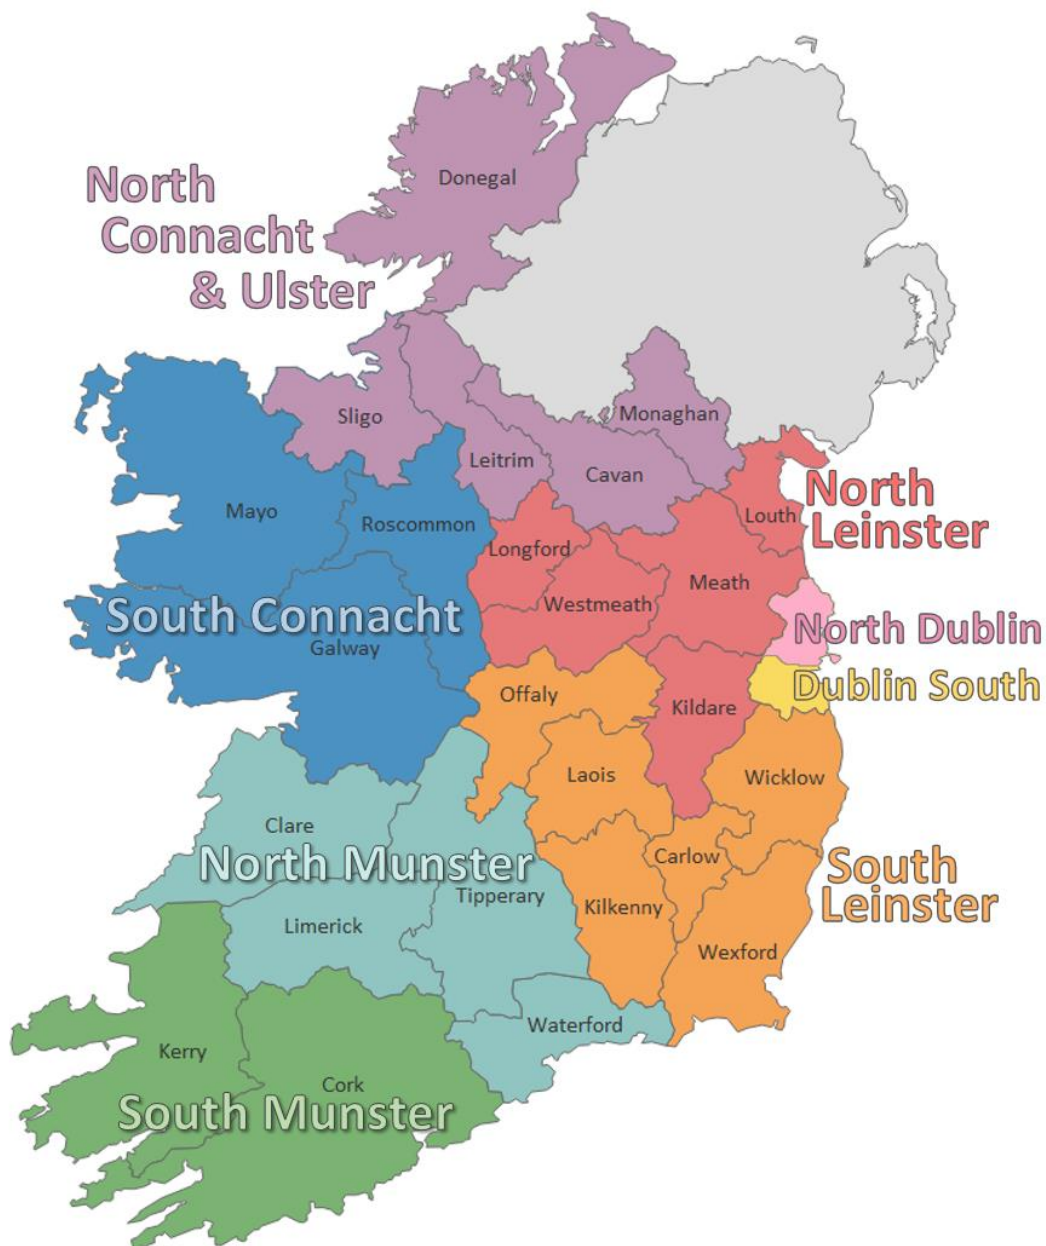 Donegal
North
Connacht
& Ulster
Monaghan
Sligo
Leitrim
Cavan
North
Leinster
Mayo
Roscommon
Louth
Longford
Meath
Westmeath
South Connacht
North Dublin
Galway
Dublin South
Offaly
Kildare
Laois
Wicklow
Clare
North Munster
Carlow
South
Leinster
Tipperary
Kilkenny
Limerick
Wexford
Waterford
Kerry
Cork
South Munster